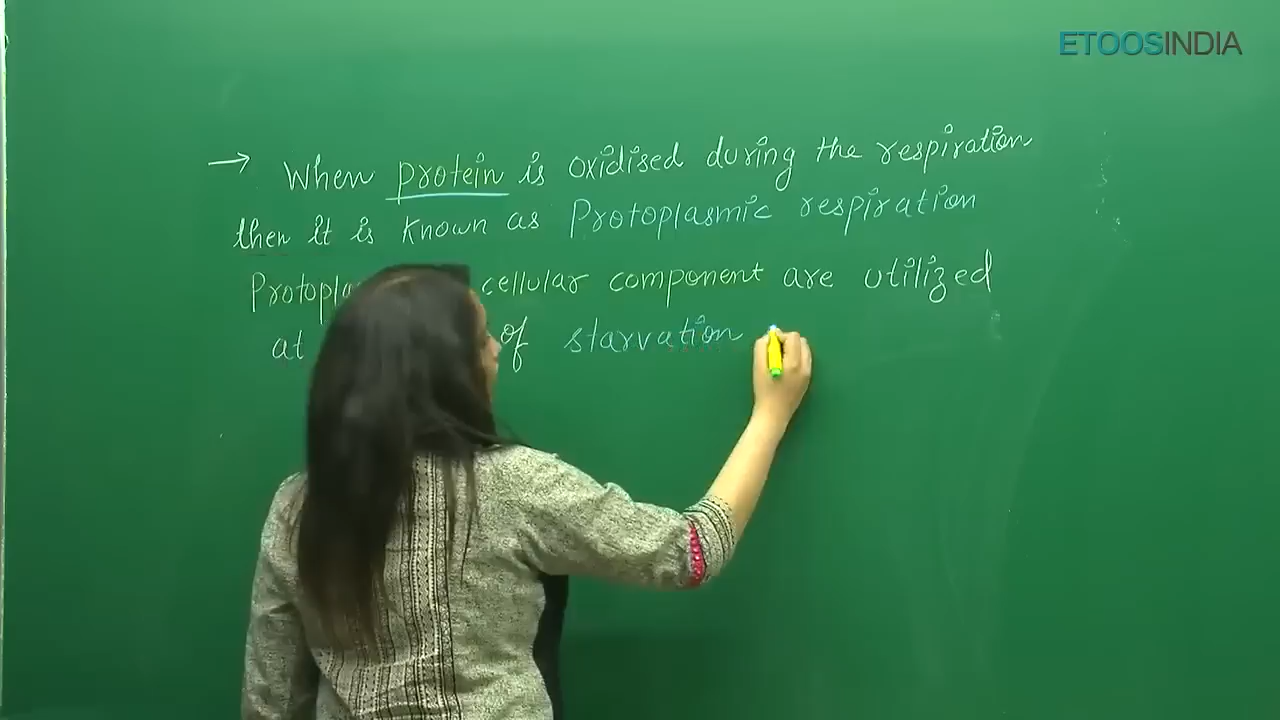 ETOOSINDIA
→ When protein is oxidised during the respiration
then it is known as Protoplasmic respiration
cellular component are utilized
at of starvation